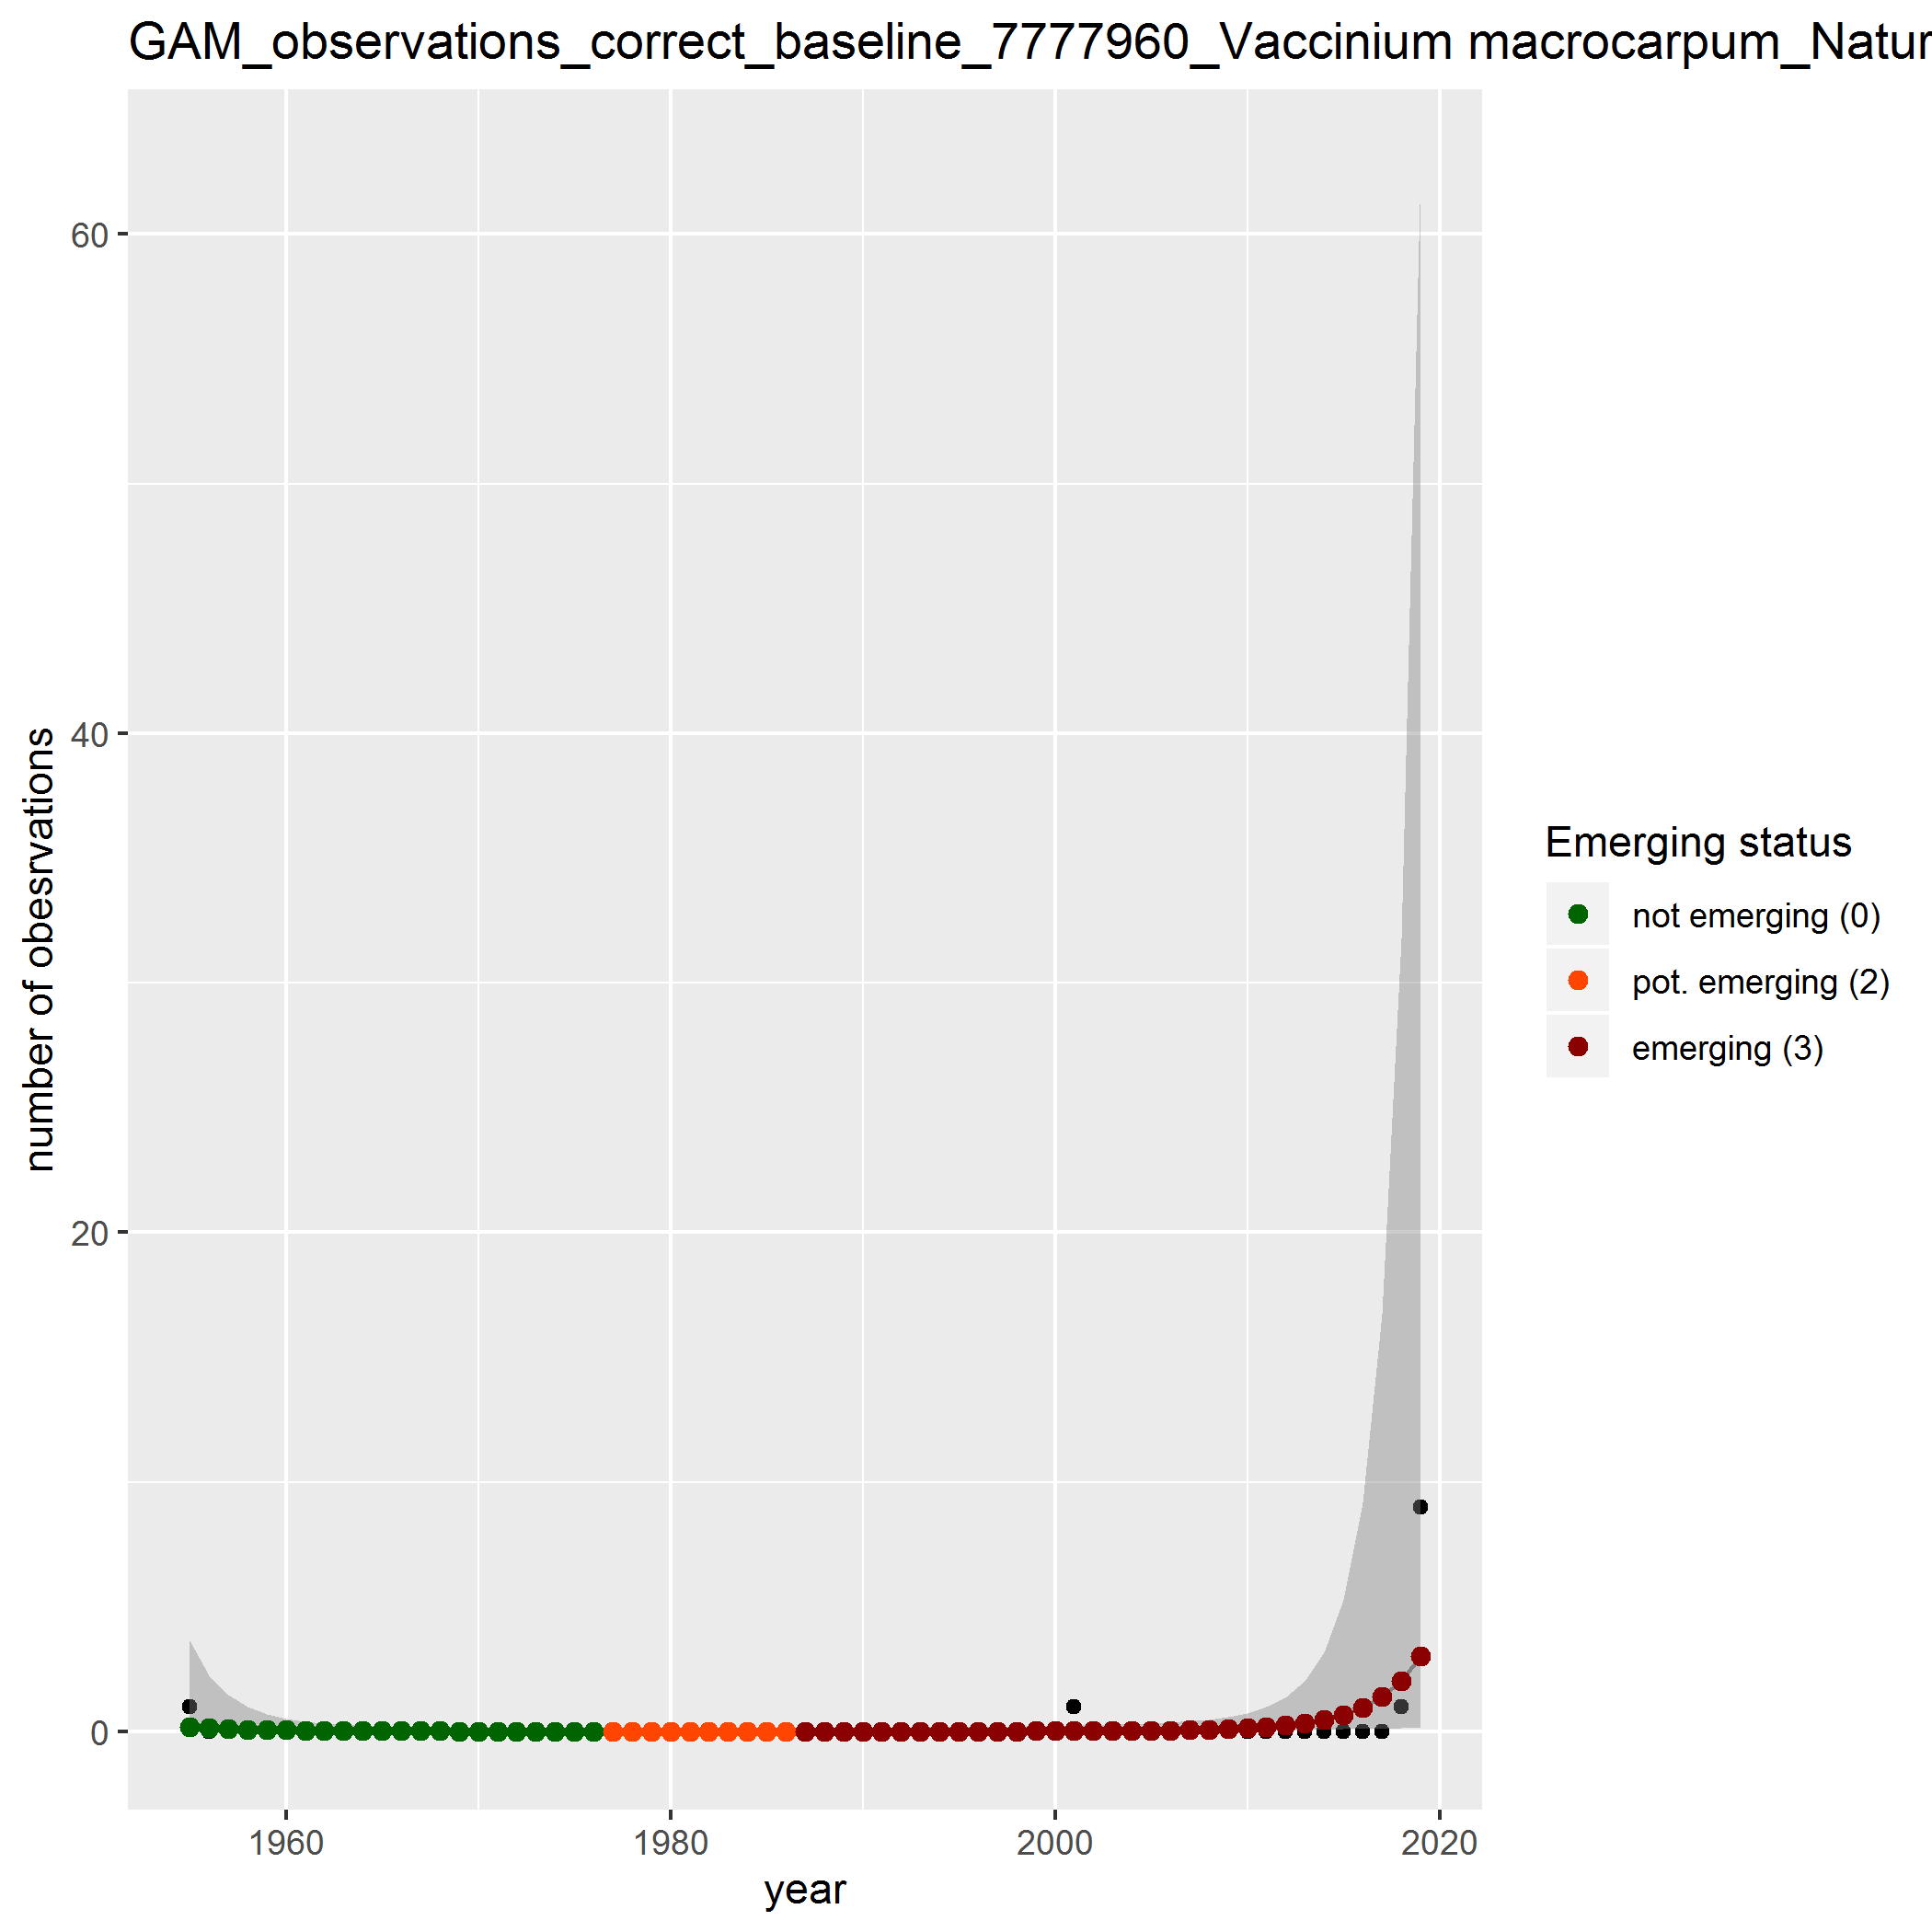 GAM_observations_correct_baseline_7777960_Vaccinium macrocarpum_Natur
60
40
20
0
number of obesrvations
1960
1980
2000
2020
year
Emerging status
not emerging (0)
pot. emerging (2)
emerging (3)